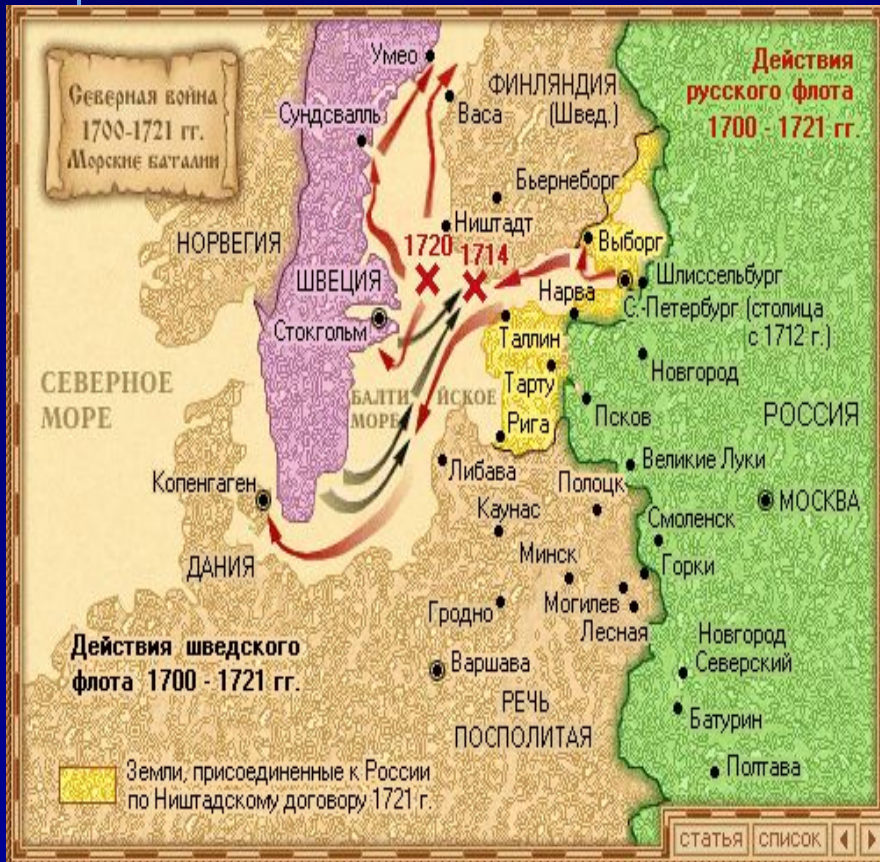 Северная война
1700-1721 гг.
Морские баталии
Действия
русского флота
1700 - 1721 гг.
Умео
ФИНЛЯНДИЯ
(Швед.)
Васа
Сундсвалль
Бьернеборг
Ништадт
Выборг
НОРВЕГИЯ
1720
1714
ШВЕЦИЯ
Шлиссельбург
Нарва
С.-Петербург (столица
с 1712 г.)
Стокгольм
Таллин
Новгород
СЕВЕРНОЕ
МОРЕ
БАЛТИЙСКОЕ
МОРЕ
Тарту
Псков
РОССИЯ
Рига
Либава
Великие Луки
Полоцк
Копенгаген
Каунас
МОСКВА
Смоленск
ДАНИЯ
Минск
Горки
Гродно
Могилев
Лесная
Новгород
Северский
Действия шведского
флота 1700 - 1721 гг.
Варшава
РЕЧЬ
ПОСПОЛИТАЯ
Батурин
Полтава
Земли, присоединенные к России
по Ништадскому договору 1721 г.
статья список